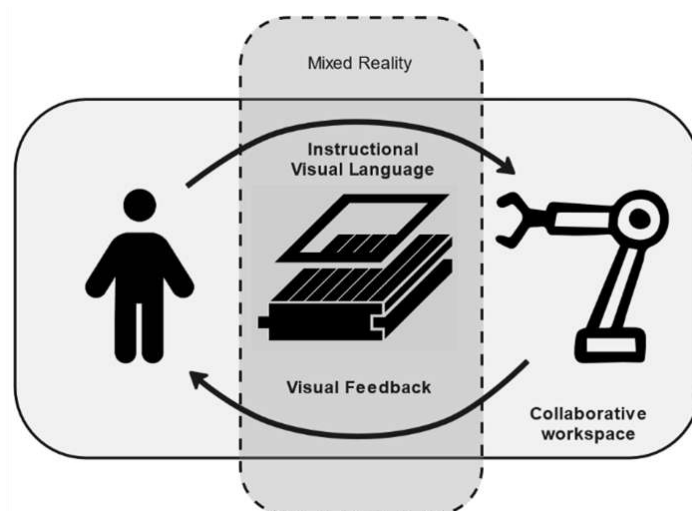 Mixed Reality
Instructional
Visual Language
Visual Feedback
Collaborative
workspace